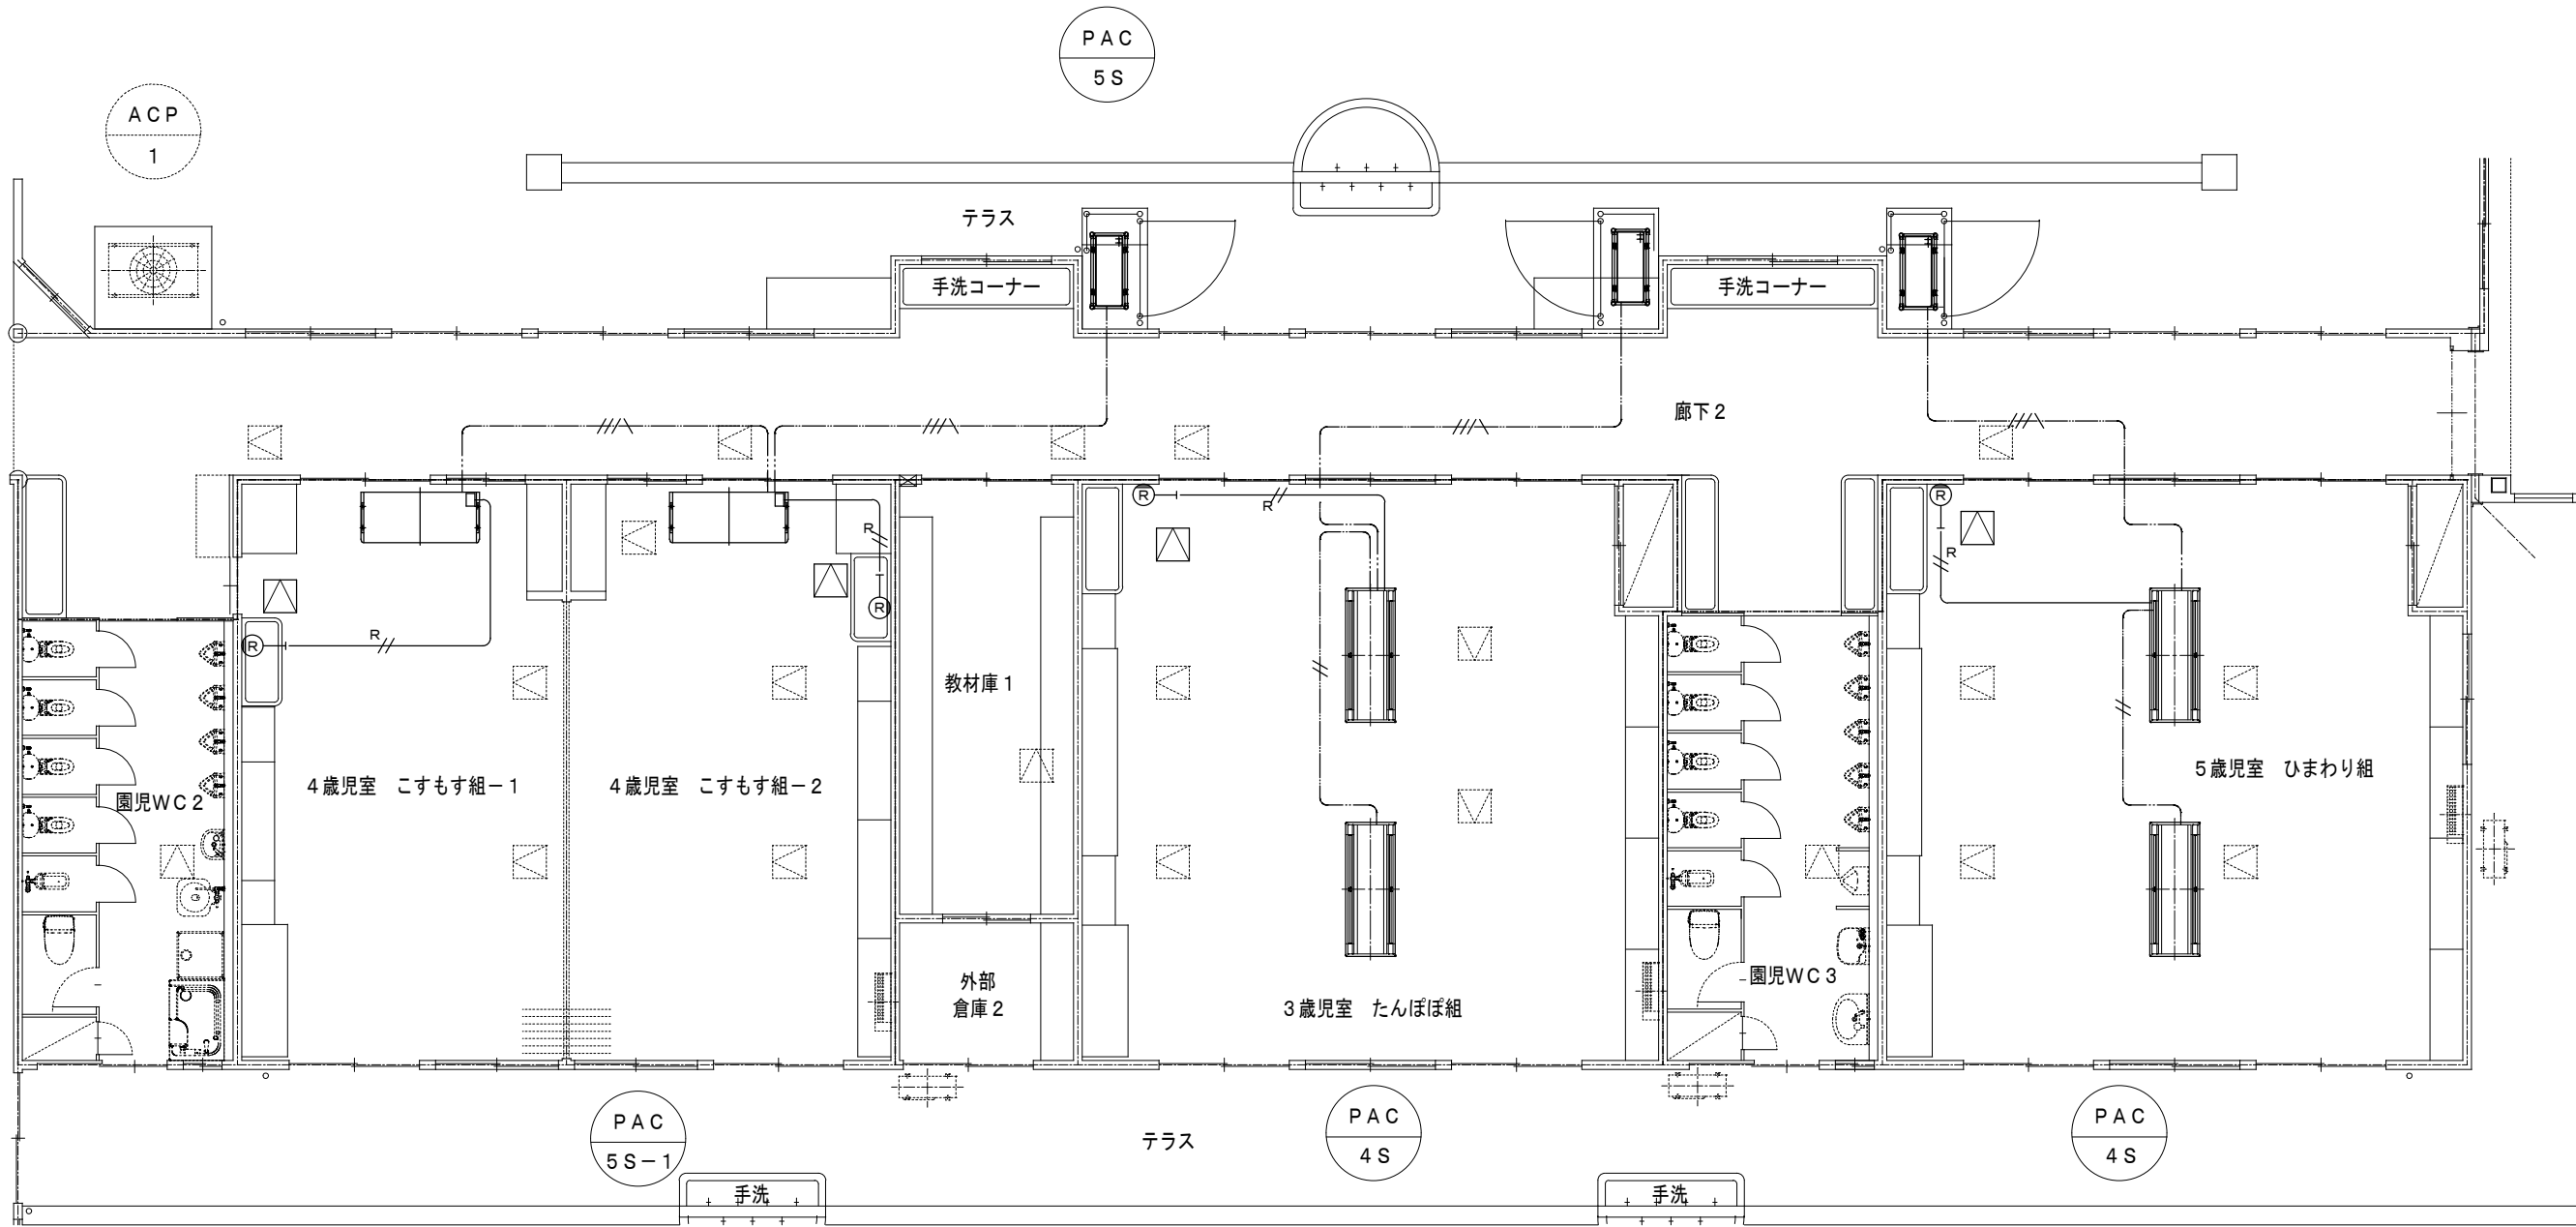 PAC
5S
ACP
1
テラス
手洗コーナー
手洗コーナー
廊下2
R
R
R
R
R
R
R
R
教材庫1
5歳児室 ひまわり組
4歳児室 こすもす組-1
4歳児室 こすもす組-2
園児WC2
園児WC3
外部
倉庫2
3歳児室 たんぽぽ組
PAC
5S-1
テラス
PAC
4S
PAC
4S
手洗
手洗